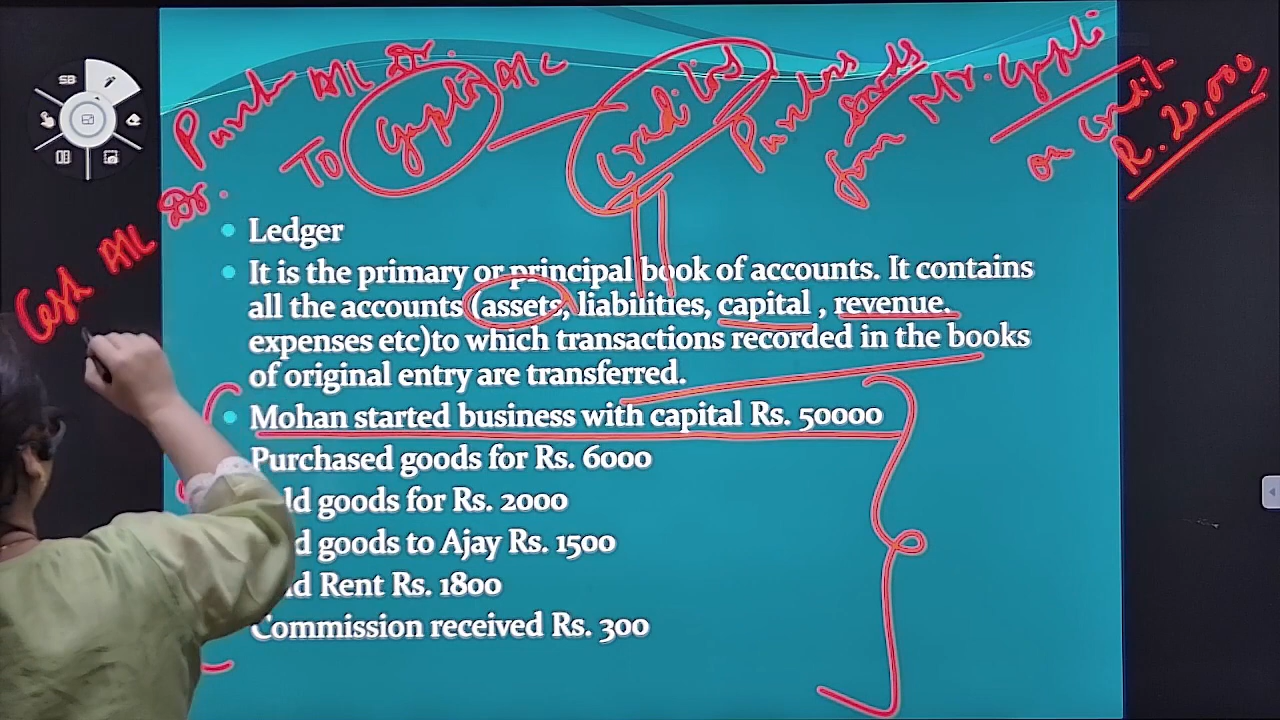 SB
Purch A/c Dr.
To Gupta's A/c
Creditors
Purchas Goods
from Mr. Gupta
on Credit
R. 20,000
Cash A/c Dr.
• Ledger
• It is the primary or principal book of accounts. It contains
all the accounts (assets, liabilities, capital , revenue.
expenses etc)to which transactions recorded in the books
of original entry are transferred.
• Mohan started business with capital Rs. 50000
Purchased goods for Rs. 6000
goods for Rs. 2000
goods to Ajay Rs. 1500
Rent Rs. 1800
Commission received Rs. 300